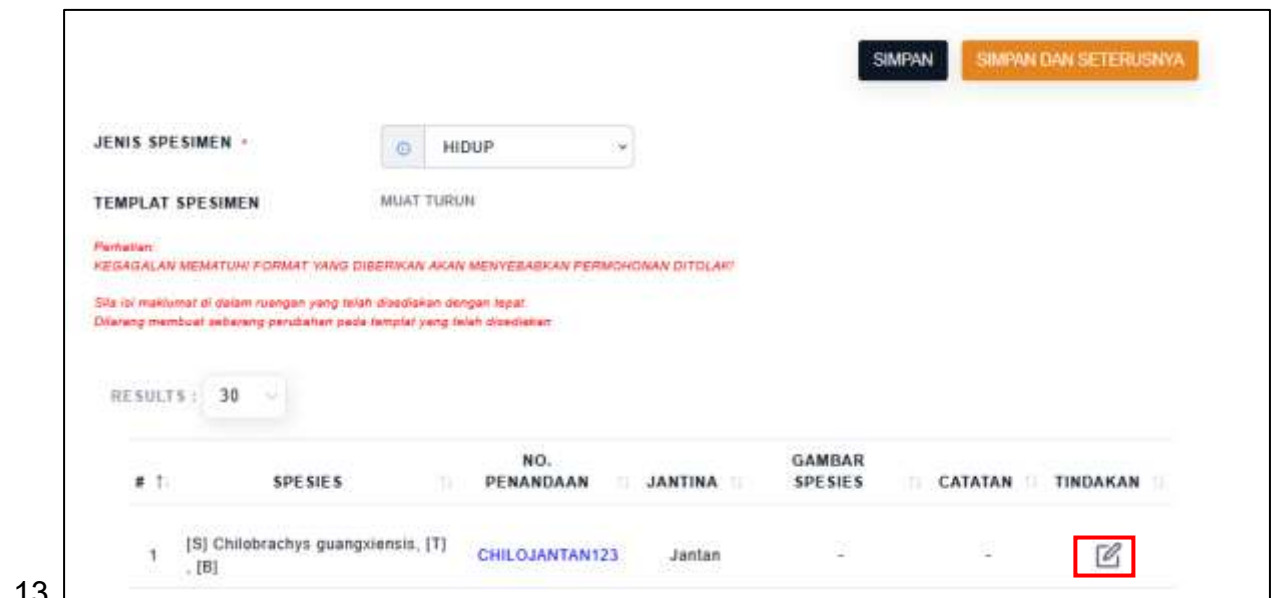 SIMPAN SIMPAN DAN SETERUSNYA
JENIS SPESIMEN * HIDUP
TEMPLAT SPESIMEN MUAT TURUN
Perhatian:
KEGAGALAN MEMATUHI FORMAT YANG DIBERIKAN AKAN MENYEBABKAN PERMOHONAN DITOLAK!
Sila isi maklumat di dalam ruangan yang telah disediakan dengan tepat.
Dilarang membuat sebarang perubahan pada templat yang telah disediakan
RESULTS : 30
# SPESIES NO. PENANDAAN JANTINA GAMBAR SPESIES CATATAN TINDAKAN
1 [S] Chilobrachys guangxiensis, [T] CHILOJANTAN123 Jantan - -
, [B]
13